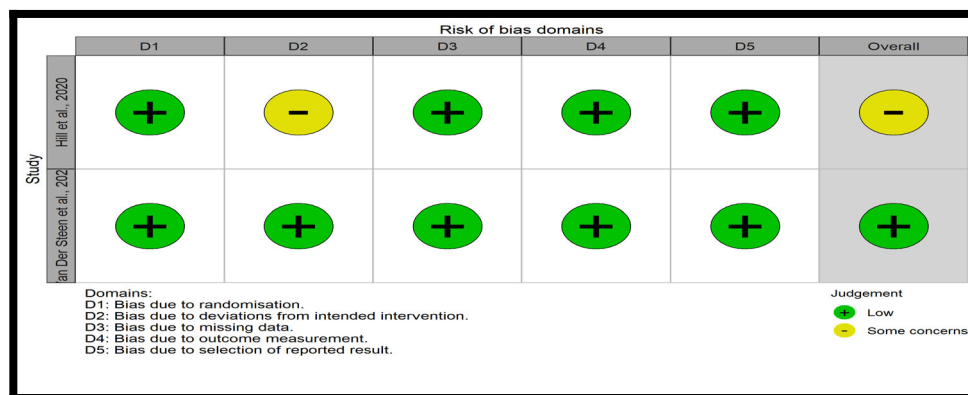 Risk of bias domains
D1 D2 D3 D4 D5 Overall
Study
Hill et al., 2020
+ - + + + -
an Der Steen et al., 202
+ + + + + +
Domains:
D1: Bias due to randomisation.
D2: Bias due to deviations from intended intervention.
D3: Bias due to missing data.
D4: Bias due to outcome measurement.
D5: Bias due to selection of reported result.
Judgement
+ Low
- Some concerns